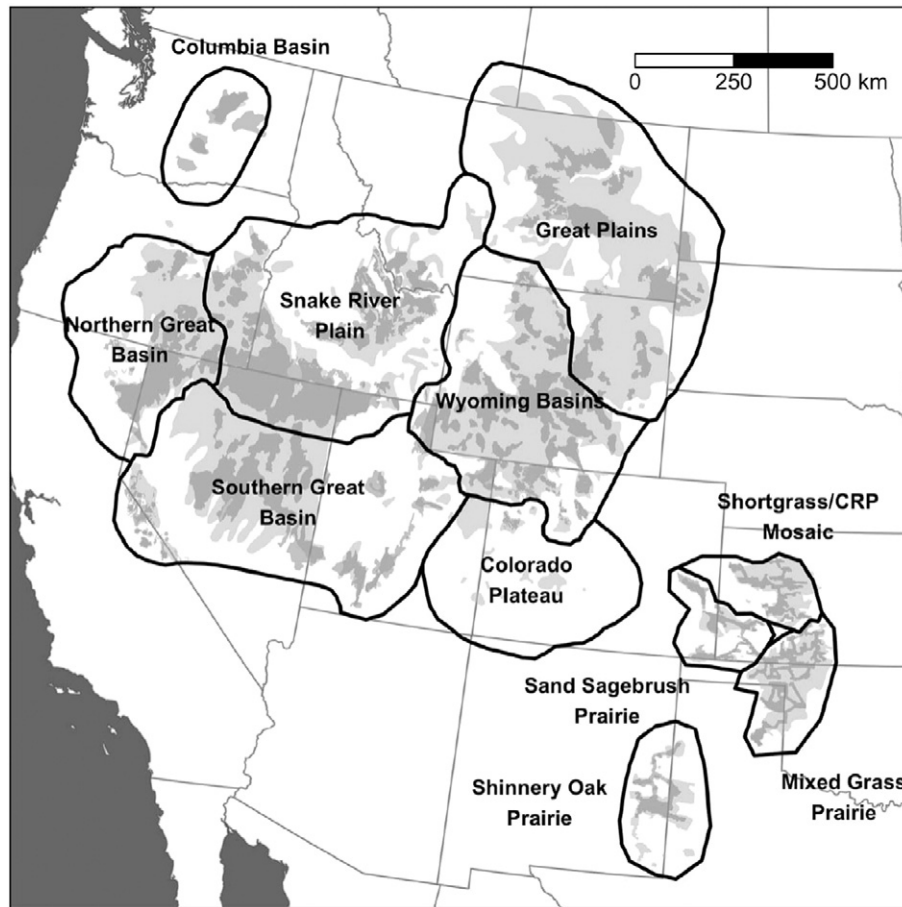 Columbia Basin
0 250 500 km
Great Plains
Snake River
Plain
Northern Great
Basin
Wyoming Basins
Southern Great
Basin
Shortgrass/CRP
Mosaic
Colorado
Plateau
Sand Sagebrush
Prairie
Shinnery Oak
Prairie
Mixed Grass
Prairie